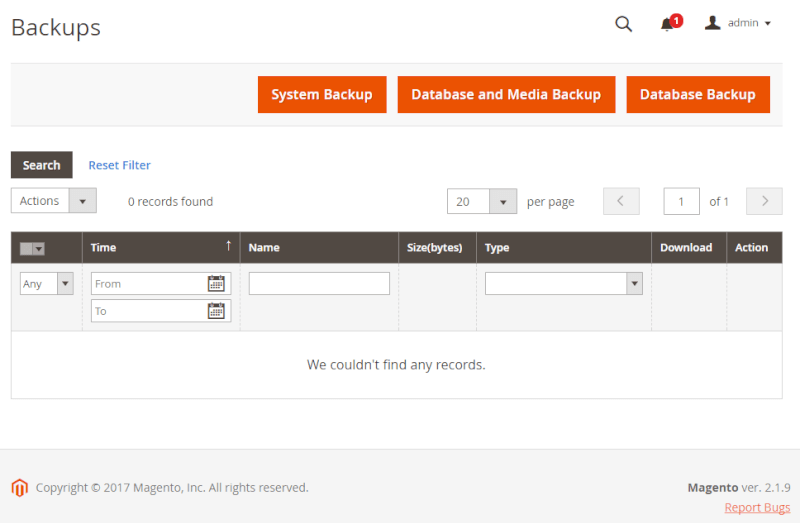 Backups
1
admin
System Backup
Database and Media Backup
Database Backup
Search
Reset Filter
Actions
0 records found
20
per page
1
of 1
Time ↑
Name
Size(bytes)
Type
Download
Action
Any
From
To
We couldn't find any records.
Copyright © 2017 Magento, Inc. All rights reserved.
Magento ver. 2.1.9
Report Bugs